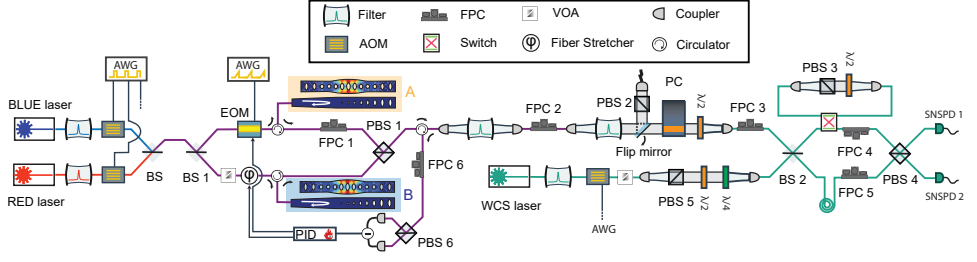 Filter
FPC
VOA
Coupler
AOM
Switch
φ Fiber Stretcher
Circulator
AWG
AWG
BLUE laser
EOM
A
FPC 1
PBS 1
FPC 2
PBS 2
PC
λ/2
FPC 3
PBS 3
λ/2
SNSPD 1
FPC 4
Flip mirror
BS
BS 1
φ
FPC 6
RED laser
B
WCS laser
PBS 5
λ/2
λ/4
BS 2
FPC 5
PBS 4
SNSPD 2
AWG
PID
−
PBS 6